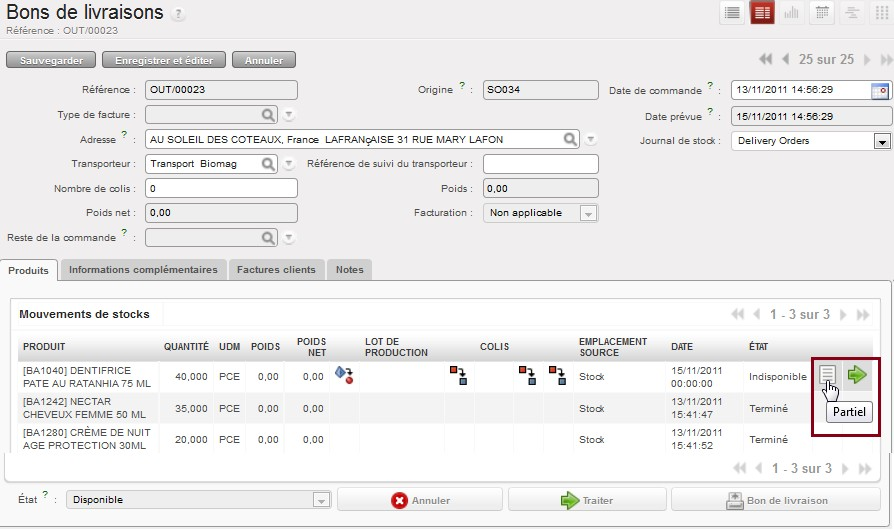 Bons de livraisons ?
Référence : OUT/00023
Sauvegarder Enregistrer et éditer Annuler 25 sur 25
Référence : OUT/00023 Origine ? : SO034 Date de commande ? : 13/11/2011 14:56:29
Type de facture : Date prévue ? : 15/11/2011 14:56:29
Adresse ? : AU SOLEIL DES COTEAUX, France LAFRANçAISE 31 RUE MARY LAFON Journal de stock : Delivery Orders
Transporteur : Transport Biomag Référence de suivi du transporteur :
Nombre de colis : 0 Poids : 0,00
Poids net : 0,00 Facturation : Non applicable
Reste de la commande ? :
Produits Informations complémentaires Factures clients Notes
Mouvements de stocks 1 - 3 sur 3
PRODUIT QUANTITÉ UDM POIDS POIDS NET LOT DE PRODUCTION COLIS EMPLACEMENT SOURCE DATE ÉTAT
[BA1040] DENTIFRICE PATE AU RATANHIA 75 ML 40,000 PCE 0,00 0,00 Stock 15/11/2011 00:00:00 Indisponible
Partiel
[BA1242] NECTAR CHEVEUX FEMME 50 ML 35,000 PCE 0,00 0,00 Stock 13/11/2011 15:41:47 Terminé
[BA1280] CRÈME DE NUIT AGE PROTECTION 30ML 20,000 PCE 0,00 0,00 Stock 13/11/2011 15:41:52 Terminé
1 - 3 sur 3
État ? : Disponible Annuler Traiter Bon de livraison